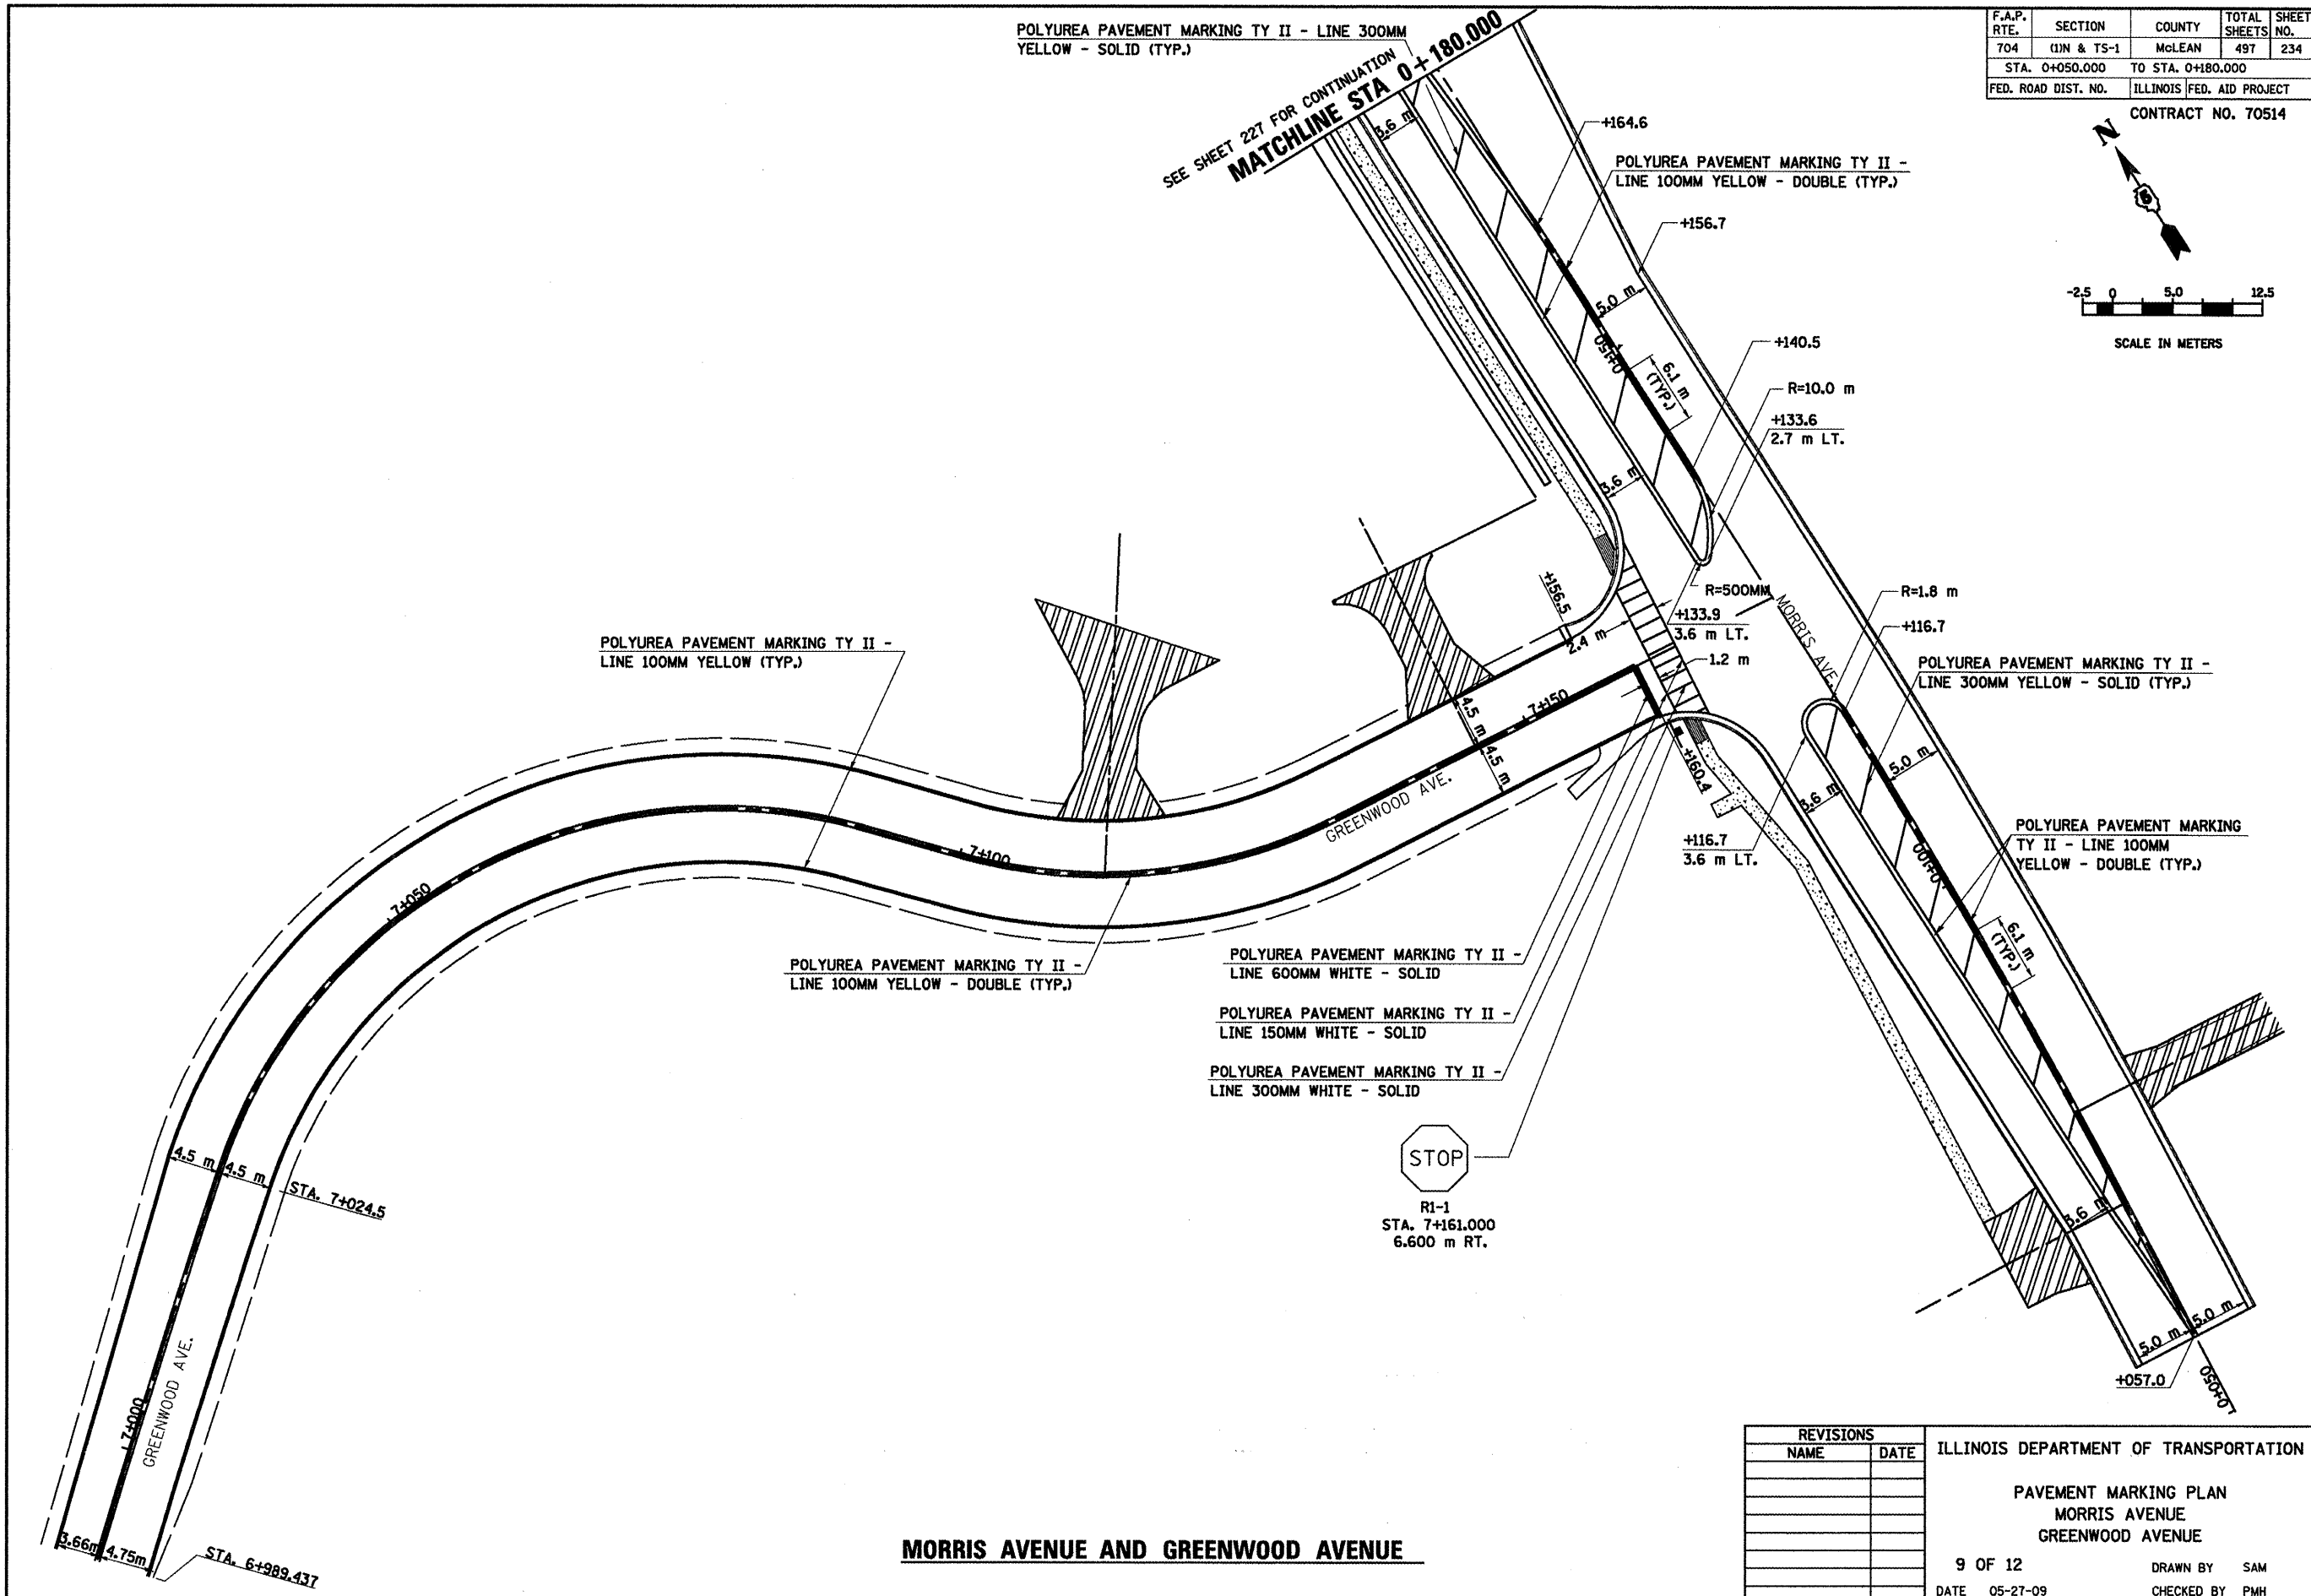 POLYUREA PAVEMENT MARKING TY II - LINE 300MM
YELLOW - SOLID (TYP.)
SEE SHEET 227 FOR CONTINUATION
MATCHLINE STA 0+180.000
F.A.P. RTE. SECTION COUNTY TOTAL SHEETS SHEET NO.
704 (1)N & TS-1 McLEAN 497 234
STA. 0+050.000 TO STA. 0+180.000
FED. ROAD DIST. NO. ILLINOIS FED. AID PROJECT
CONTRACT NO. 70514
N
-2.5 0 5.0 12.5
SCALE IN METERS
3.6 m
+164.6
POLYUREA PAVEMENT MARKING TY II -
LINE 100MM YELLOW - DOUBLE (TYP.)
+156.7
5.0 m
0+150
6.1 m
(TYP.)
+140.5
R=10.0 m
+133.6
2.7 m LT.
3.6 m
R=500MM
+133.9
3.6 m LT.
MORRIS AVE.
+156.5
2.4 m
1.2 m
R=1.8 m
+116.7
POLYUREA PAVEMENT MARKING TY II -
LINE 300MM YELLOW - SOLID (TYP.)
POLYUREA PAVEMENT MARKING TY II -
LINE 100MM YELLOW (TYP.)
4.5 m
4.5 m
7+150
GREENWOOD AVE.
+160.4
5.0 m
3.6 m
+116.7
3.6 m LT.
0+100
POLYUREA PAVEMENT MARKING
TY II - LINE 100MM
YELLOW - DOUBLE (TYP.)
6.1 m
(TYP.)
7+100
7+050
POLYUREA PAVEMENT MARKING TY II -
LINE 100MM YELLOW - DOUBLE (TYP.)
POLYUREA PAVEMENT MARKING TY II -
LINE 600MM WHITE - SOLID
POLYUREA PAVEMENT MARKING TY II -
LINE 150MM WHITE - SOLID
POLYUREA PAVEMENT MARKING TY II -
LINE 300MM WHITE - SOLID
STOP
R1-1
STA. 7+161.000
6.600 m RT.
4.5 m
4.5 m
STA. 7+024.5
3.6 m
5.0 m
5.0 m
+057.0
0+050
7+000
GREENWOOD AVE.
3.66m
4.75m
STA. 6+989.437
MORRIS AVENUE AND GREENWOOD AVENUE
REVISIONS
NAME DATE
ILLINOIS DEPARTMENT OF TRANSPORTATION
PAVEMENT MARKING PLAN
MORRIS AVENUE
GREENWOOD AVENUE
9 OF 12 DRAWN BY SAM
DATE 05-27-09 CHECKED BY PMH